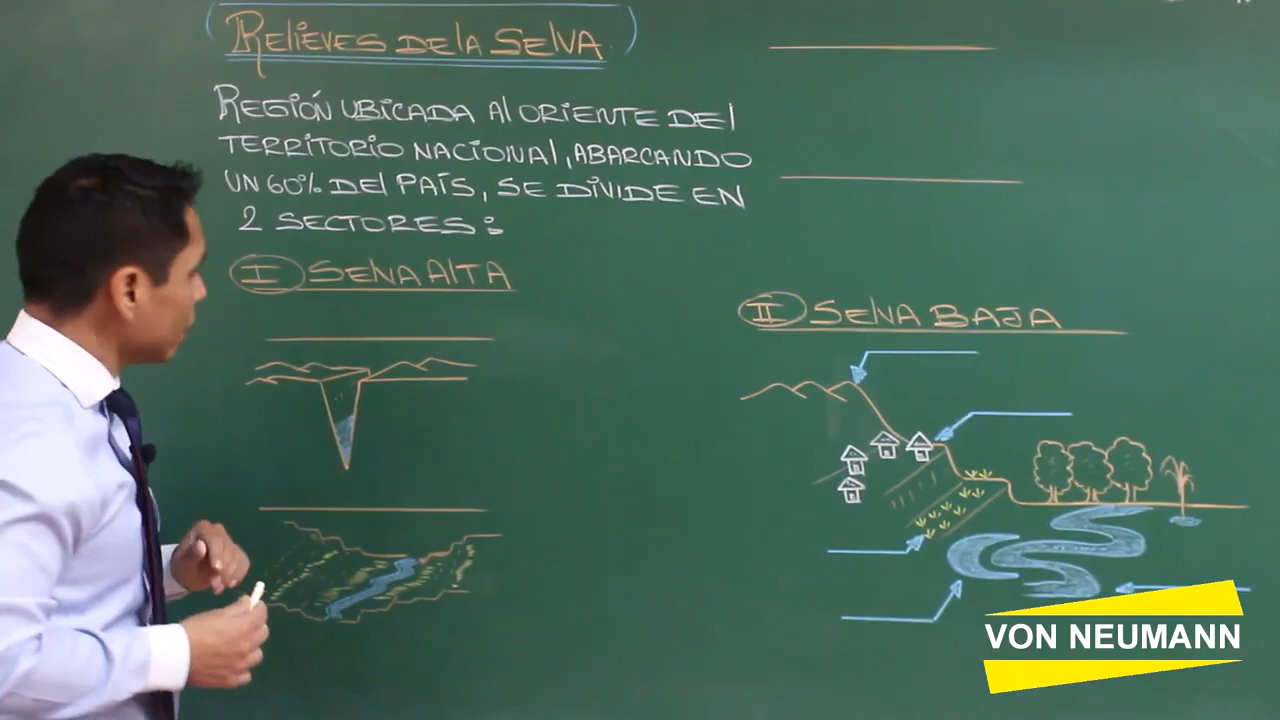 RELIEVES DE LA SELVA
REGIÓN UBICADA Al ORIENTE DEl
TERRITORIO NACIONAl, ABARCANDO
UN 60% DEl PAÍS, SE DIVIDE EN
2 SECTORES:
I SElVA AlTA
II SElVA BAJA
VON NEUMANN